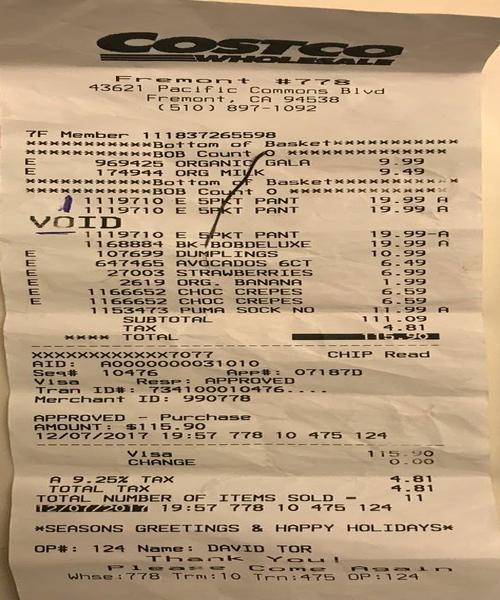 COSTCO
WHOLESALE
Fremont #778
43621 Pacific Commons Blvd
Fremont, CA 94538
(510) 897-1092
7F Member 111837265598
************Bottom of Basket************
************BOB Count 0 ************
E 969425 ORGANIC GALA 9.99
E 174944 ORG MILK 9.49
************Bottom of Basket************
************BOB Count 0 ************
1119710 E 5PKT PANT 19.99 A
1119710 E 5PKT PANT 19.99 A
VOID
1119710 E 5PKT PANT 19.99-A
1168884 BK BOBDELUXE 19.99 A
E 107699 DUMPLINGS 10.99
E 647465 AVOCADOS 6CT 6.49
E 27003 STRAWBERRIES 6.99
E 2619 ORG. BANANA 1.99
E 1166652 CHOC CREPES 6.59
E 1166652 CHOC CREPES 6.59
1153473 PUMA SOCK NO 11.99 A
SUBTOTAL 111.09
TAX 4.81
**** TOTAL 115.90
XXXXXXXXXXXX7077 CHIP Read
AID: A0000000031010
Seq# 10476 App#: 07187D
Visa Resp: APPROVED
Tran ID#: 734100010476....
Merchant ID: 990778
APPROVED - Purchase
AMOUNT: $115.90
12/07/2017 19:57 778 10 475 124
Visa 115.90
CHANGE 0.00
A 9.25% TAX 4.81
TOTAL TAX 4.81
TOTAL NUMBER OF ITEMS SOLD = 11
12/07/2017 19:57 778 10 475 124
*SEASONS GREETINGS & HAPPY HOLIDAYS*
OP#: 124 Name: DAVID TOR
Thank You!
Please Come Again
Whse:778 Trm:10 Trn:475 OP:124